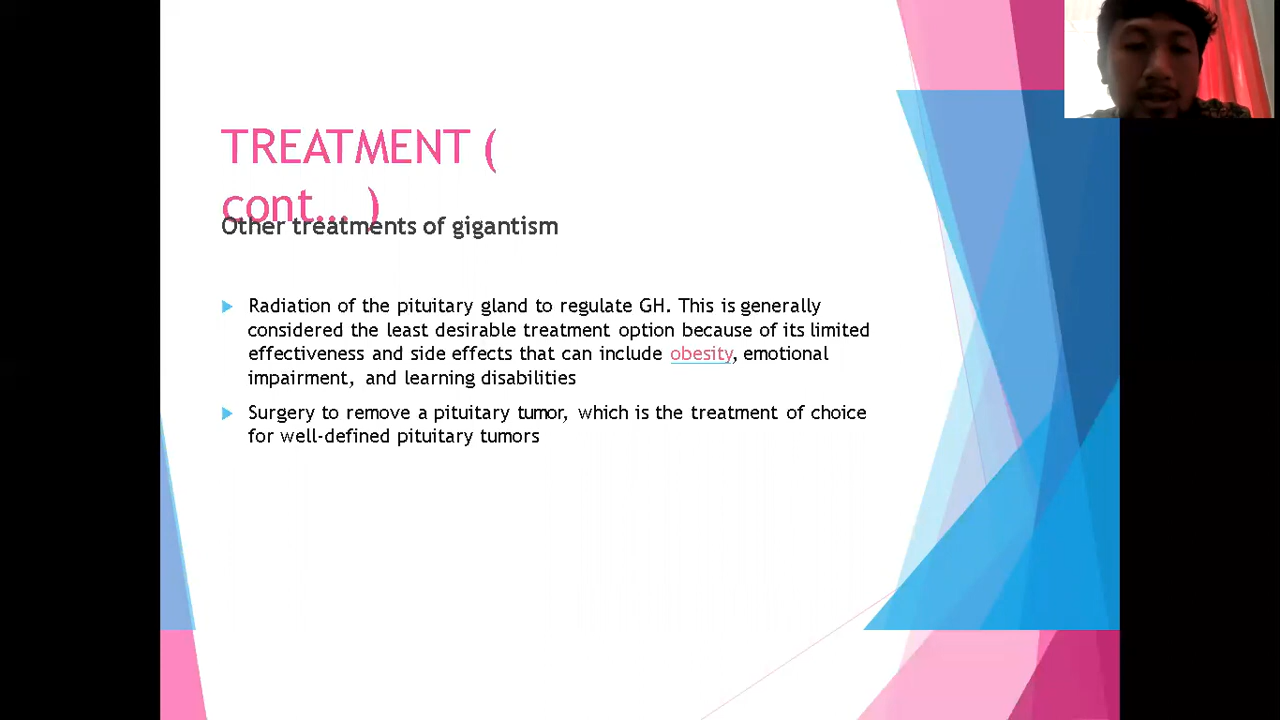 TREATMENT (
cont... )
Other treatments of gigantism
Radiation of the pituitary gland to regulate GH. This is generally
considered the least desirable treatment option because of its limited
effectiveness and side effects that can include obesity, emotional
impairment, and learning disabilities
Surgery to remove a pituitary tumor, which is the treatment of choice
for well-defined pituitary tumors